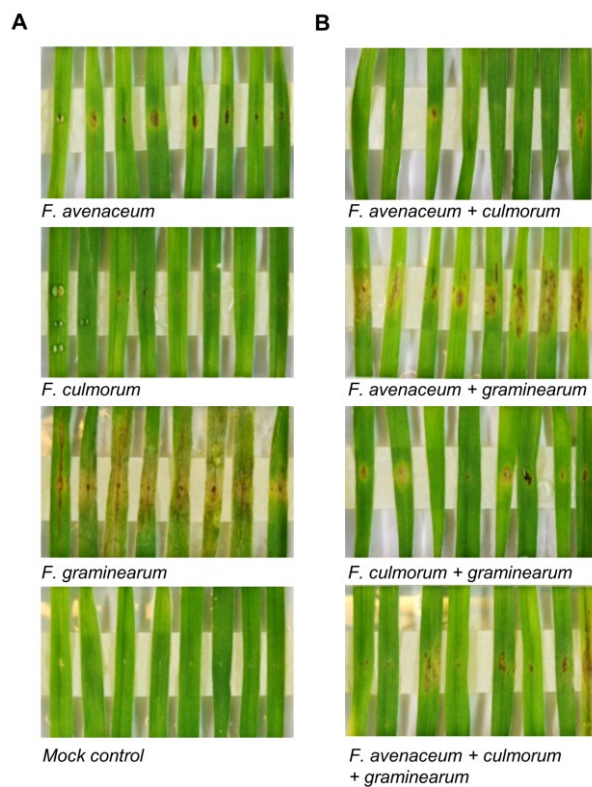 A
B
F. avenaceum
F. avenaceum + culmorum
F. culmorum
F. avenaceum + graminearum
F. graminearum
F. culmorum + graminearum
Mock control
F. avenaceum + culmorum
+ graminearum